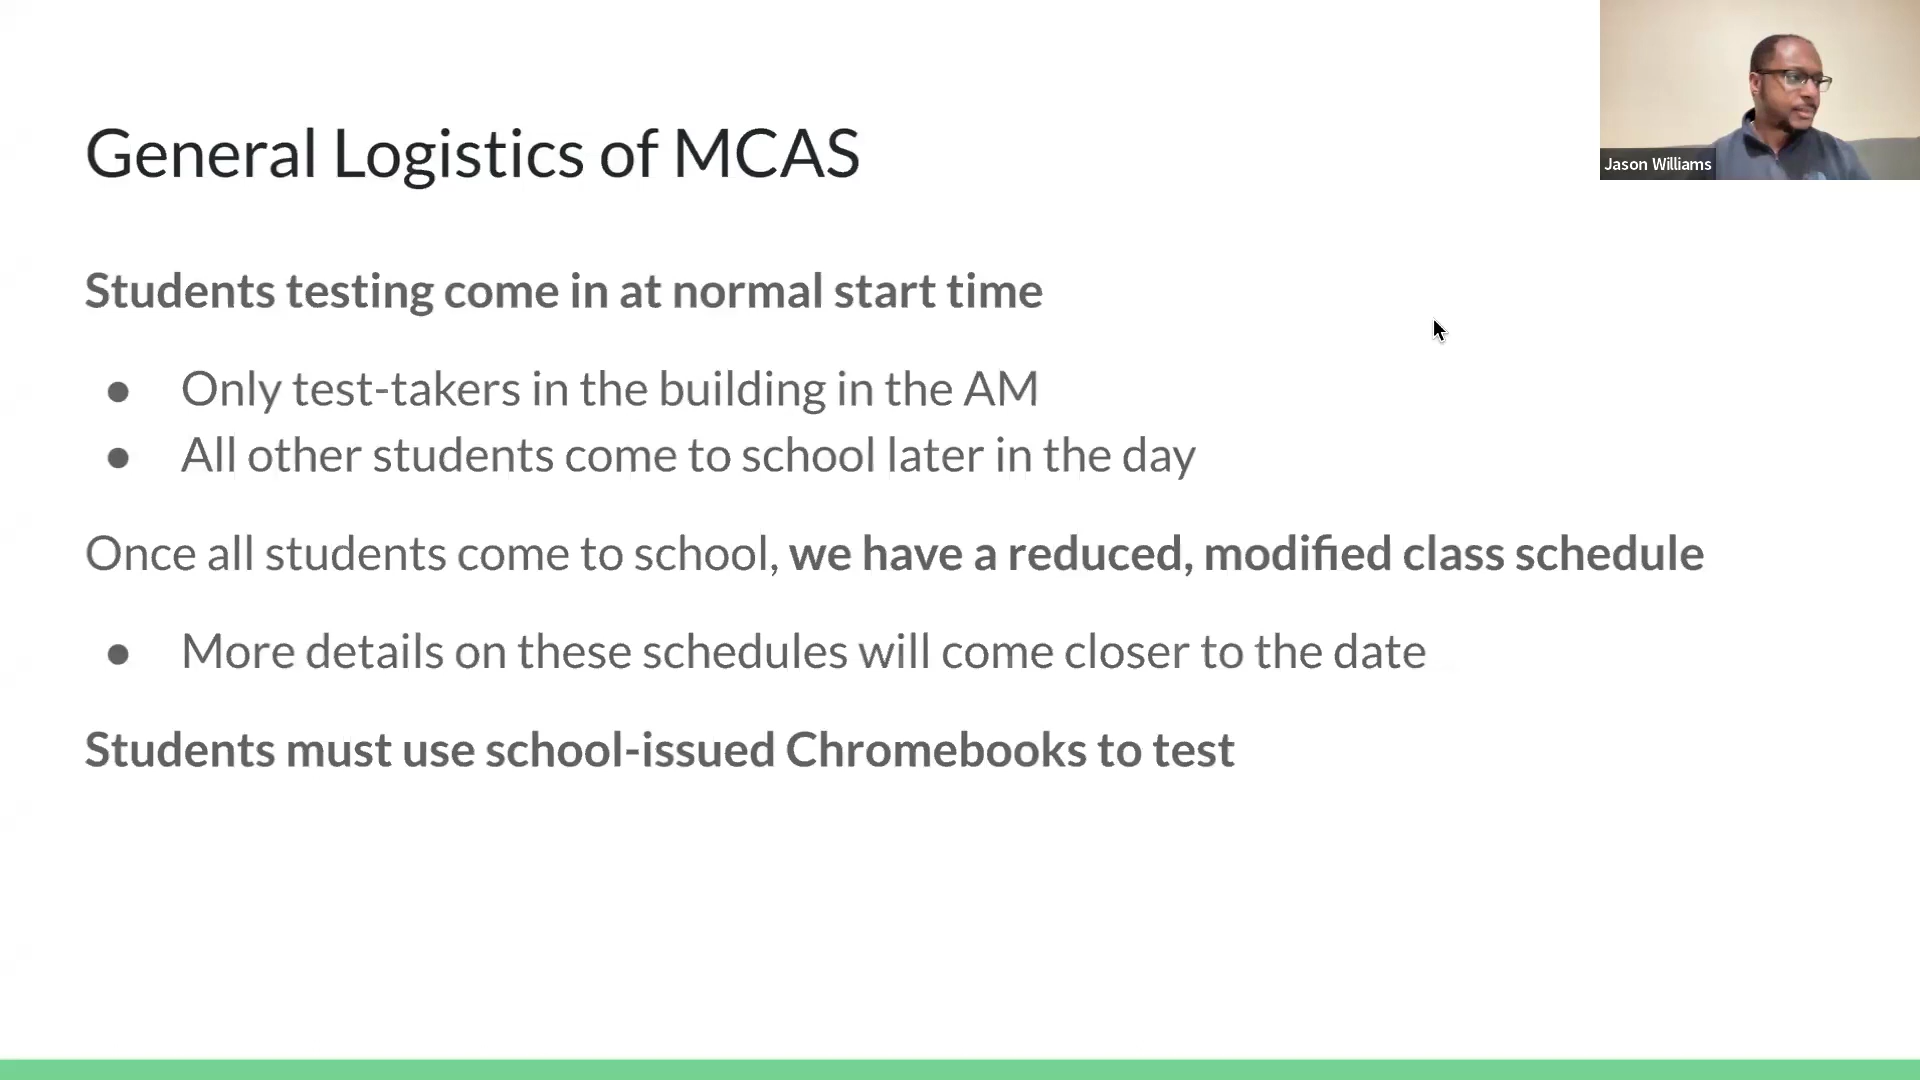 Jason Williams
General Logistics of MCAS
Students testing come in at normal start time
● Only test-takers in the building in the AM
● All other students come to school later in the day
Once all students come to school, we have a reduced, modified class schedule
● More details on these schedules will come closer to the date
Students must use school-issued Chromebooks to test